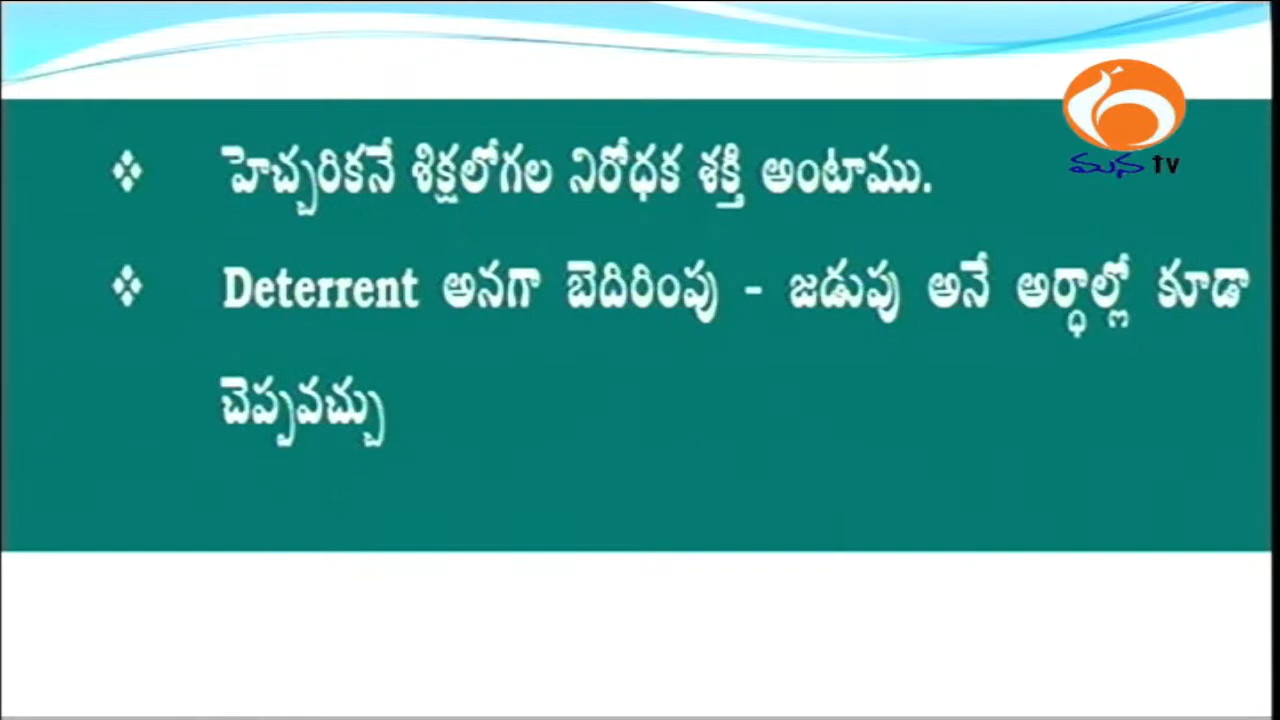 మన tv
❖ హెచ్చరికనే శిక్షలోగల నిరోధక శక్తి అంటాము.
❖ Deterrent అనగా బెదిరింపు - జడుపు అనే అర్ధాల్లో కూడా
చెప్పవచ్చు